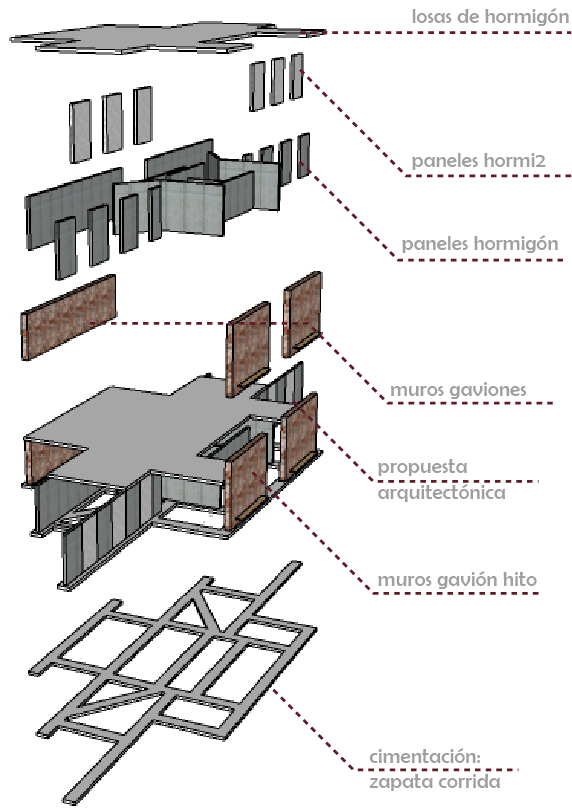 losas de hormigón
paneles hormi2
paneles hormigón
muros gaviones
propuesta
arquitectónica
muros gavión hito
cimentación:
zapata corrida